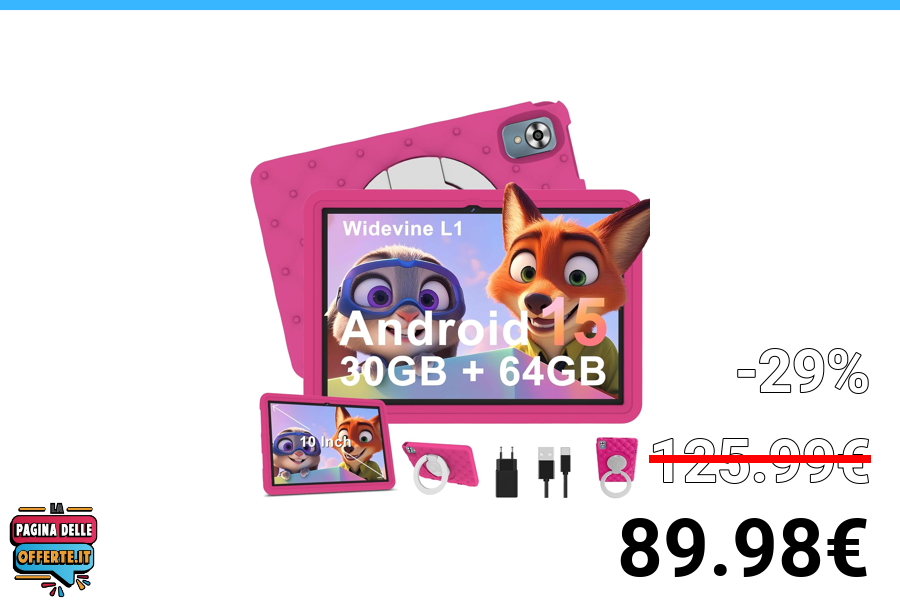 Widevine L1
Android 15
30GB + 64GB
10 Inch
-29%
125.99€
89.98€
LA
PAGINA DELLE
OFFERTE.IT